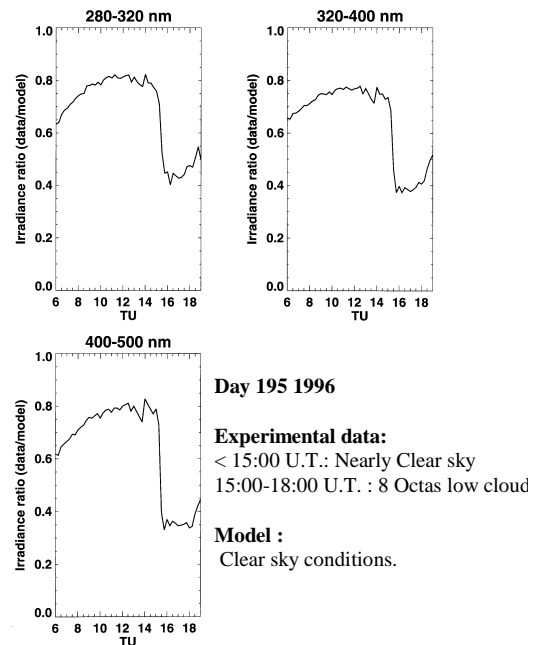 280-320 nm
Irradiance ratio (data/model)
1.0
0.8
0.6
0.4
0.2
0.0
6 8 10 12 14 16 18
TU
320-400 nm
Irradiance ratio (data/model)
1.0
0.8
0.6
0.4
0.2
0.0
6 8 10 12 14 16 18
TU
400-500 nm
Irradiance ratio (data/model)
1.0
0.8
0.6
0.4
0.2
0.0
6 8 10 12 14 16 18
TU
Day 195 1996
Experimental data:
< 15:00 U.T.: Nearly Clear sky
15:00-18:00 U.T. : 8 Octas low cloud
Model :
Clear sky conditions.